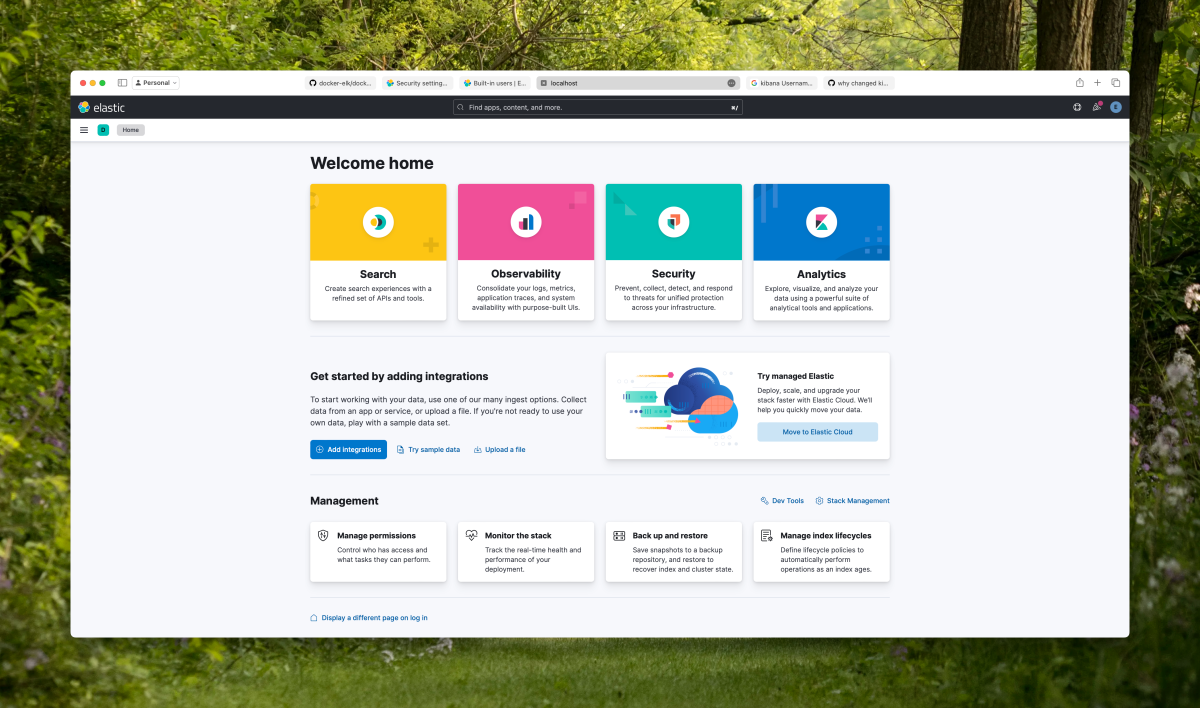 Personal
docker-elk/dock...
Security setting...
Built-in users | E...
localhost
kibana Usernam...
why changed ki...
elastic
Find apps, content, and more.
⌘/
E
D
Home
Welcome home
Search
Create search experiences with a
refined set of APIs and tools.
Observability
Consolidate your logs, metrics,
application traces, and system
availability with purpose-built UIs.
Security
Prevent, collect, detect, and respond
to threats for unified protection
across your infrastructure.
Analytics
Explore, visualize, and analyze your
data using a powerful suite of
analytical tools and applications.
Get started by adding integrations
To start working with your data, use one of our many ingest options. Collect
data from an app or service, or upload a file. If you're not ready to use your
own data, play with a sample data set.
Add integrations
Try sample data
Upload a file
Try managed Elastic
Deploy, scale, and upgrade your
stack faster with Elastic Cloud. We'll
help you quickly move your data.
Move to Elastic Cloud
Management
Dev Tools
Stack Management
Manage permissions
Control who has access and
what tasks they can perform.
Monitor the stack
Track the real-time health and
performance of your
deployment.
Back up and restore
Save snapshots to a backup
repository, and restore to
recover index and cluster state.
Manage index lifecycles
Define lifecycle policies to
automatically perform
operations as an index ages.
Display a different page on log in